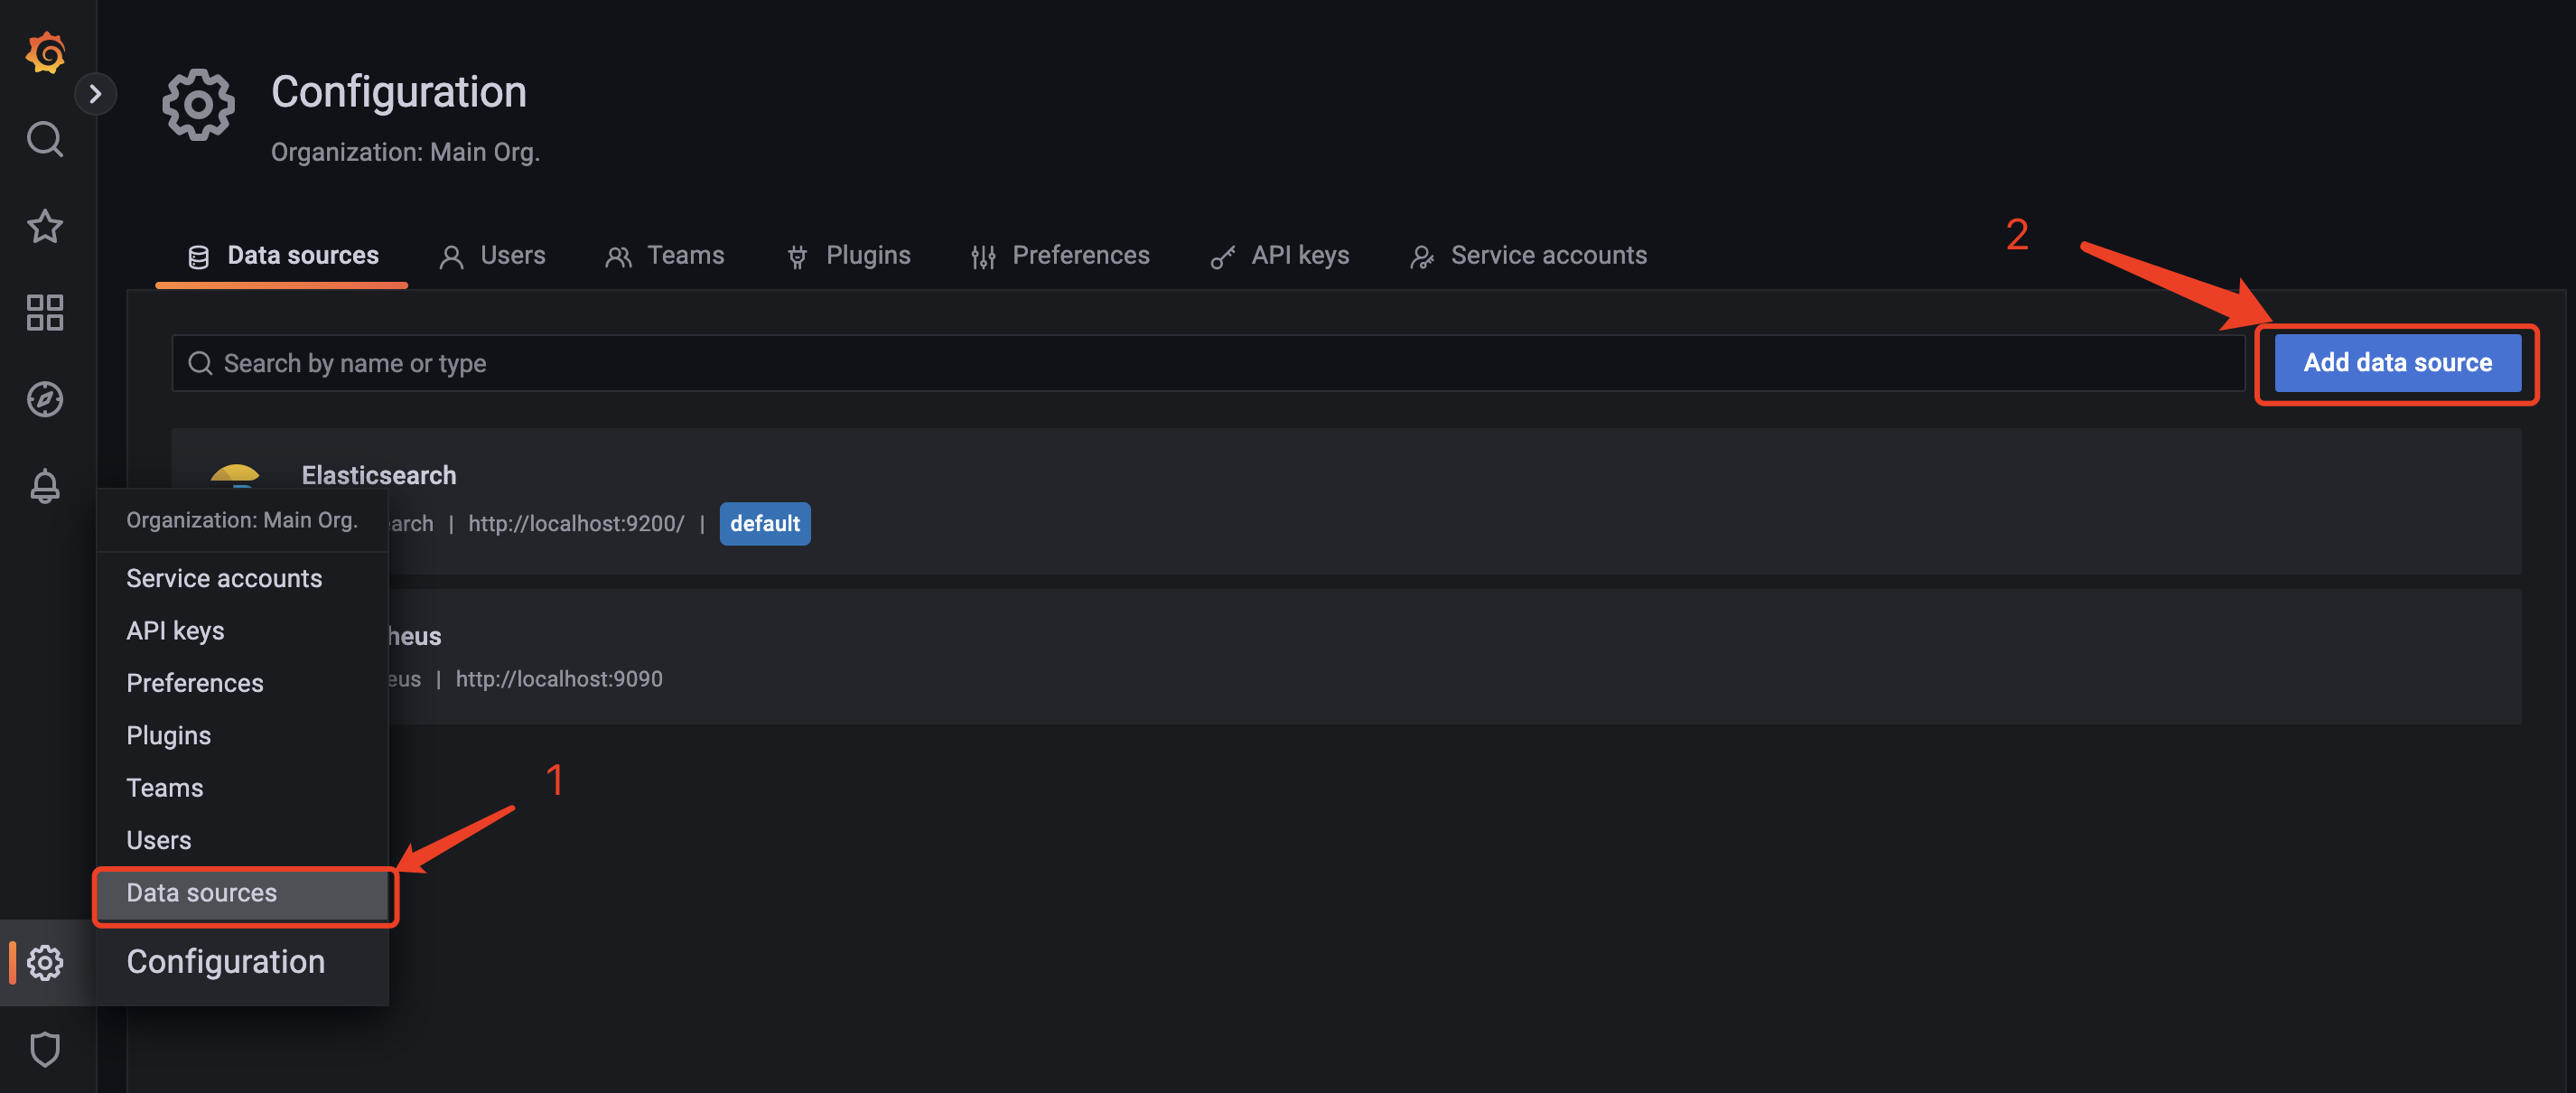 Configuration
Organization: Main Org.
Data sources
Users
Teams
Plugins
Preferences
API keys
Service accounts
2
Search by name or type
Add data source
Elasticsearch
arch | http://localhost:9200/ | default
heus
eus | http://localhost:9090
Organization: Main Org.
Service accounts
API keys
Preferences
Plugins
Teams
Users
Data sources
Configuration
1